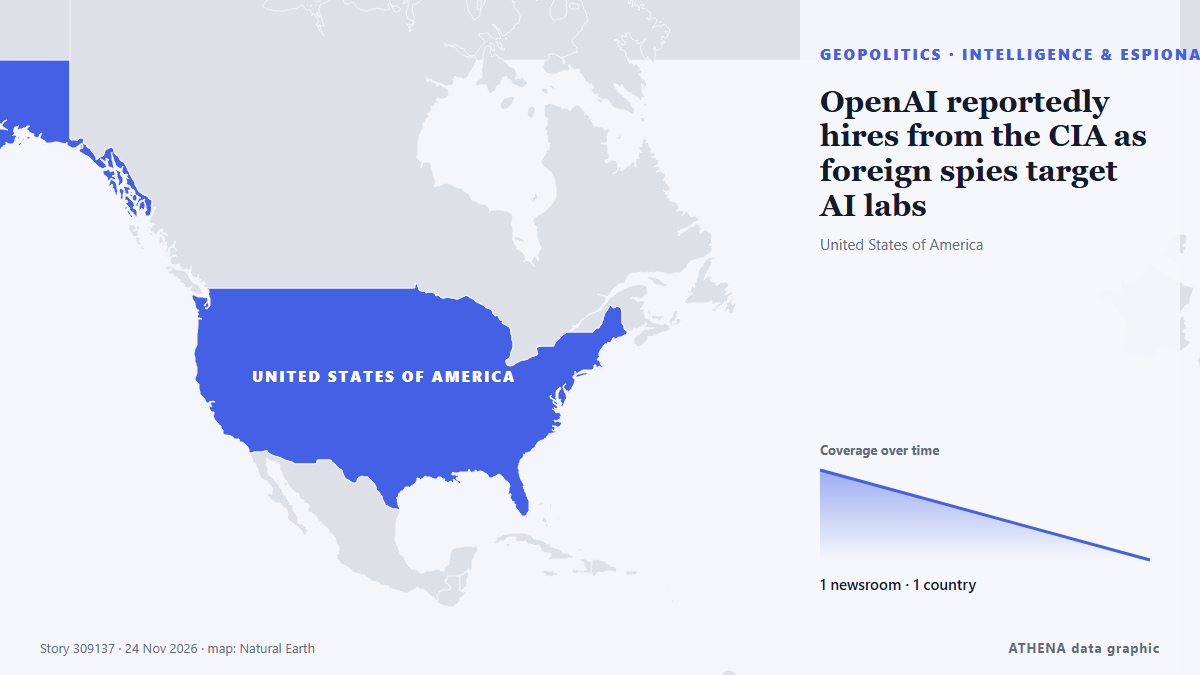 GEOPOLITICS · INTELLIGENCE & ESPIONA
OpenAI reportedly
hires from the CIA as
foreign spies target
AI labs
United States of America
UNITED STATES OF AMERICA
Coverage over time
1 newsroom · 1 country
Story 309137 · 24 Nov 2026 · map: Natural Earth
ATHENA data graphic